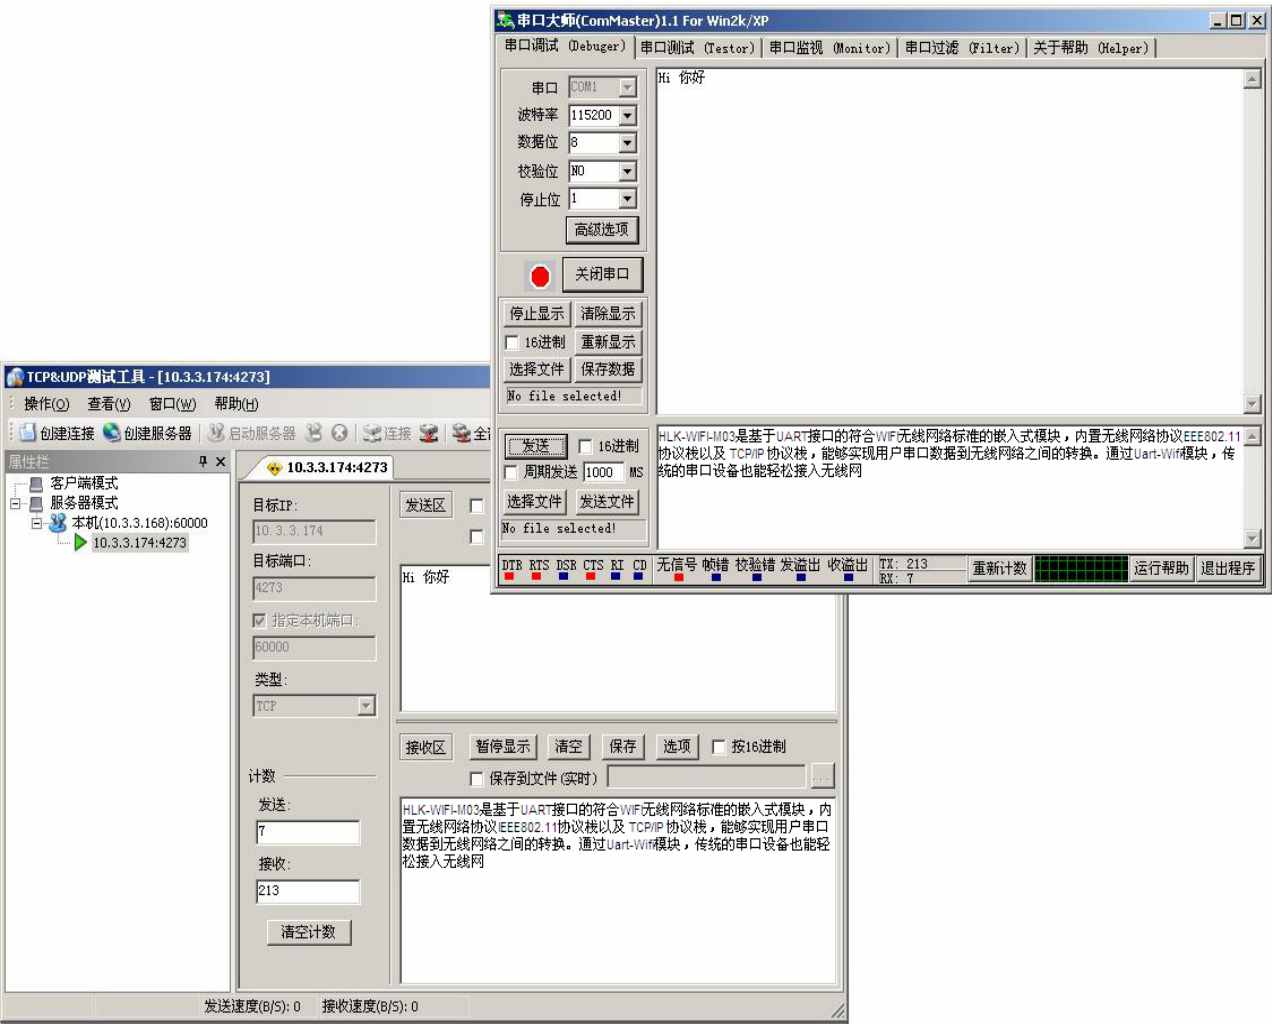 串口大师(ComMaster)1.1 For Win2k/XP
串口调试 (Debuger) 串口测试 (Testor) 串口监视 (Monitor) 串口过滤 (Filter) 关于帮助 (Helper)
串口 COM1
波特率 115200
数据位 8
校验位 NO
停止位 1
高级选项
关闭串口
停止显示 清除显示
16进制 重新显示
选择文件 保存数据
No file selected!
Hi 你好
发送 16进制
周期发送 1000 MS
选择文件 发送文件
No file selected!
HLK-WIFI-M03是基于UART接口的符合WIFI无线网络标准的嵌入式模块，内置无线网络协议IEEE802.11
协议栈以及 TCP/IP 协议栈，能够实现用户串口数据到无线网络之间的转换。通过Uart-Wifi模块，传
统的串口设备也能轻松接入无线网
DTR RTS DSR CTS RI CD 无信号 帧错 校验错 发溢出 收溢出 TX: 213
RX: 7
重新计数 运行帮助 退出程序
TCP&UDP测试工具 - [10.3.3.174:4273]
操作(O) 查看(V) 窗口(W) 帮助(H)
创建连接 创建服务器 启动服务器 连接
属性栏
客户端模式
服务器模式
本机(10.3.3.168):60000
10.3.3.174:4273
10.3.3.174:4273
目标IP:
10.3.3.174
目标端口:
4273
指定本机端口:
60000
类型:
TCP
计数
发送:
7
接收:
213
清空计数
发送区
Hi 你好
接收区 暂停显示 清空 保存 选项 按16进制
保存到文件(实时) ...
HLK-WIFI-M03是基于UART接口的符合WIFI无线网络标准的嵌入式模块，内
置无线网络协议IEEE802.11协议栈以及 TCP/IP 协议栈，能够实现用户串口
数据到无线网络之间的转换。通过Uart-Wifi模块，传统的串口设备也能轻
松接入无线网
发送速度(B/S): 0 接收速度(B/S): 0